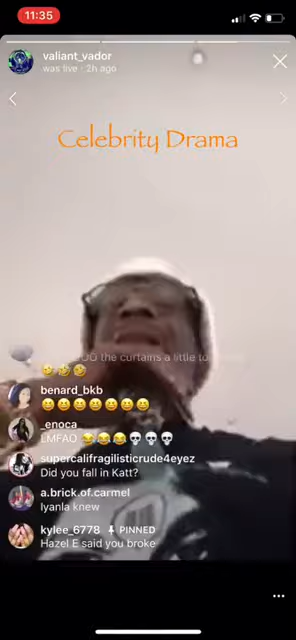 11:35
valiant_vador
was live · 2h ago
Celebrity Drama
the curtains a little to
🤣🤣🤣
benard_bkb
😆😆😆😆😆😆😆
_enoca_
LMFAO 😂😂😂💀💀💀
supercalifragilisticrude4eyez
Did you fall in Katt?
a.brick.of.carmel
Iyanla knew
kylee_6778 📌 PINNED
Hazel E said you broke